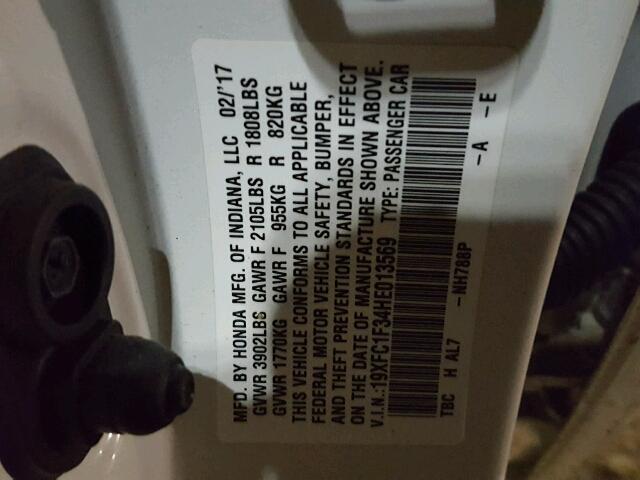 MFD. BY HONDA MFG. OF INDIANA, LLC 02/'17
GVWR 3902LBS GAWR F 2105LBS R 1808LBS
GVWR 1770KG GAWR F 955KG R 820KG
THIS VEHICLE CONFORMS TO ALL APPLICABLE
FEDERAL MOTOR VEHICLE SAFETY, BUMPER,
AND THEFT PREVENTION STANDARDS IN EFFECT
ON THE DATE OF MANUFACTURE SHOWN ABOVE.
V.I.N.:19XFC1F34HE013569 TYPE: PASSENGER CAR
TBC H AL7 -NH788P -A -E